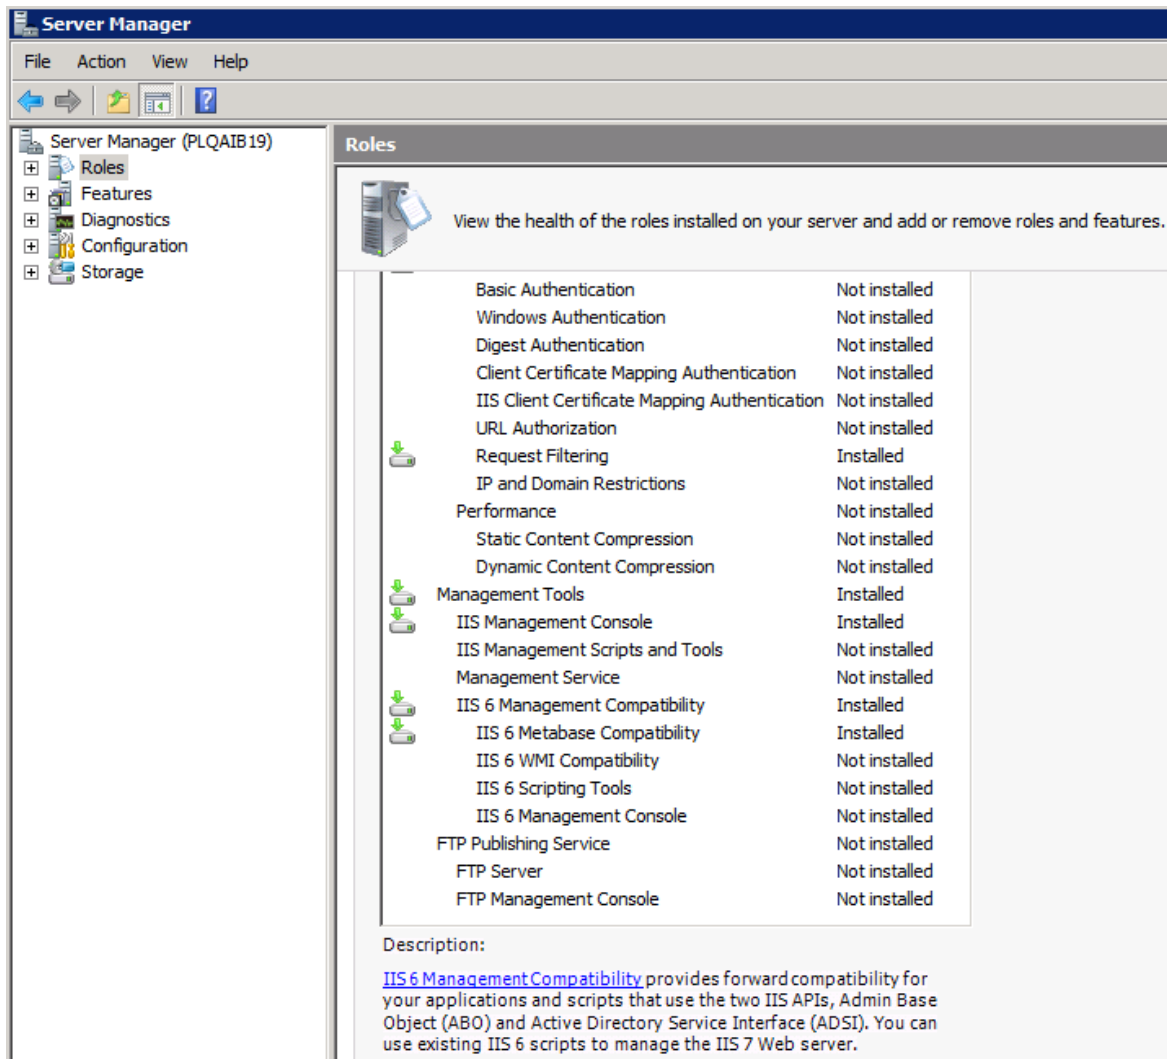 Server Manager
File Action View Help
Server Manager (PLQAIB19)
Roles
Features
Diagnostics
Configuration
Storage
Roles
View the health of the roles installed on your server and add or remove roles and features.
Basic Authentication Not installed
Windows Authentication Not installed
Digest Authentication Not installed
Client Certificate Mapping Authentication Not installed
IIS Client Certificate Mapping Authentication Not installed
URL Authorization Not installed
Request Filtering Installed
IP and Domain Restrictions Not installed
Performance Not installed
Static Content Compression Not installed
Dynamic Content Compression Not installed
Management Tools Installed
IIS Management Console Installed
IIS Management Scripts and Tools Not installed
Management Service Not installed
IIS 6 Management Compatibility Installed
IIS 6 Metabase Compatibility Installed
IIS 6 WMI Compatibility Not installed
IIS 6 Scripting Tools Not installed
IIS 6 Management Console Not installed
FTP Publishing Service Not installed
FTP Server Not installed
FTP Management Console Not installed
Description:
IIS 6 Management Compatibility provides forward compatibility for
your applications and scripts that use the two IIS APIs, Admin Base
Object (ABO) and Active Directory Service Interface (ADSI). You can
use existing IIS 6 scripts to manage the IIS 7 Web server.